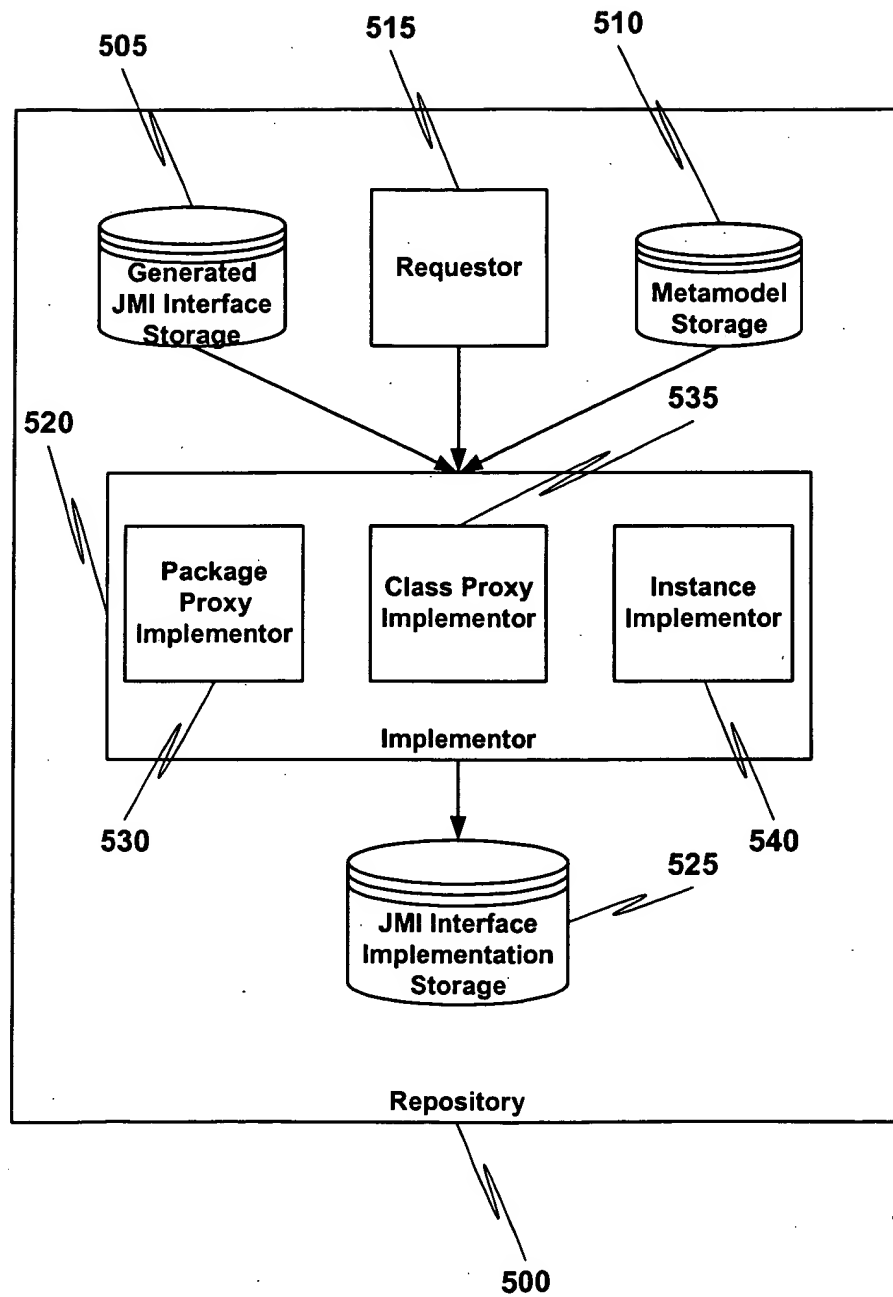 505
515
510
Generated
JMI Interface
Storage
Requestor
Metamodel
Storage
535
520
Package
Proxy
Implementor
Class Proxy
Implementor
Instance
Implementor
Implementor
530
540
525
JMI Interface
Implementation
Storage
Repository
500